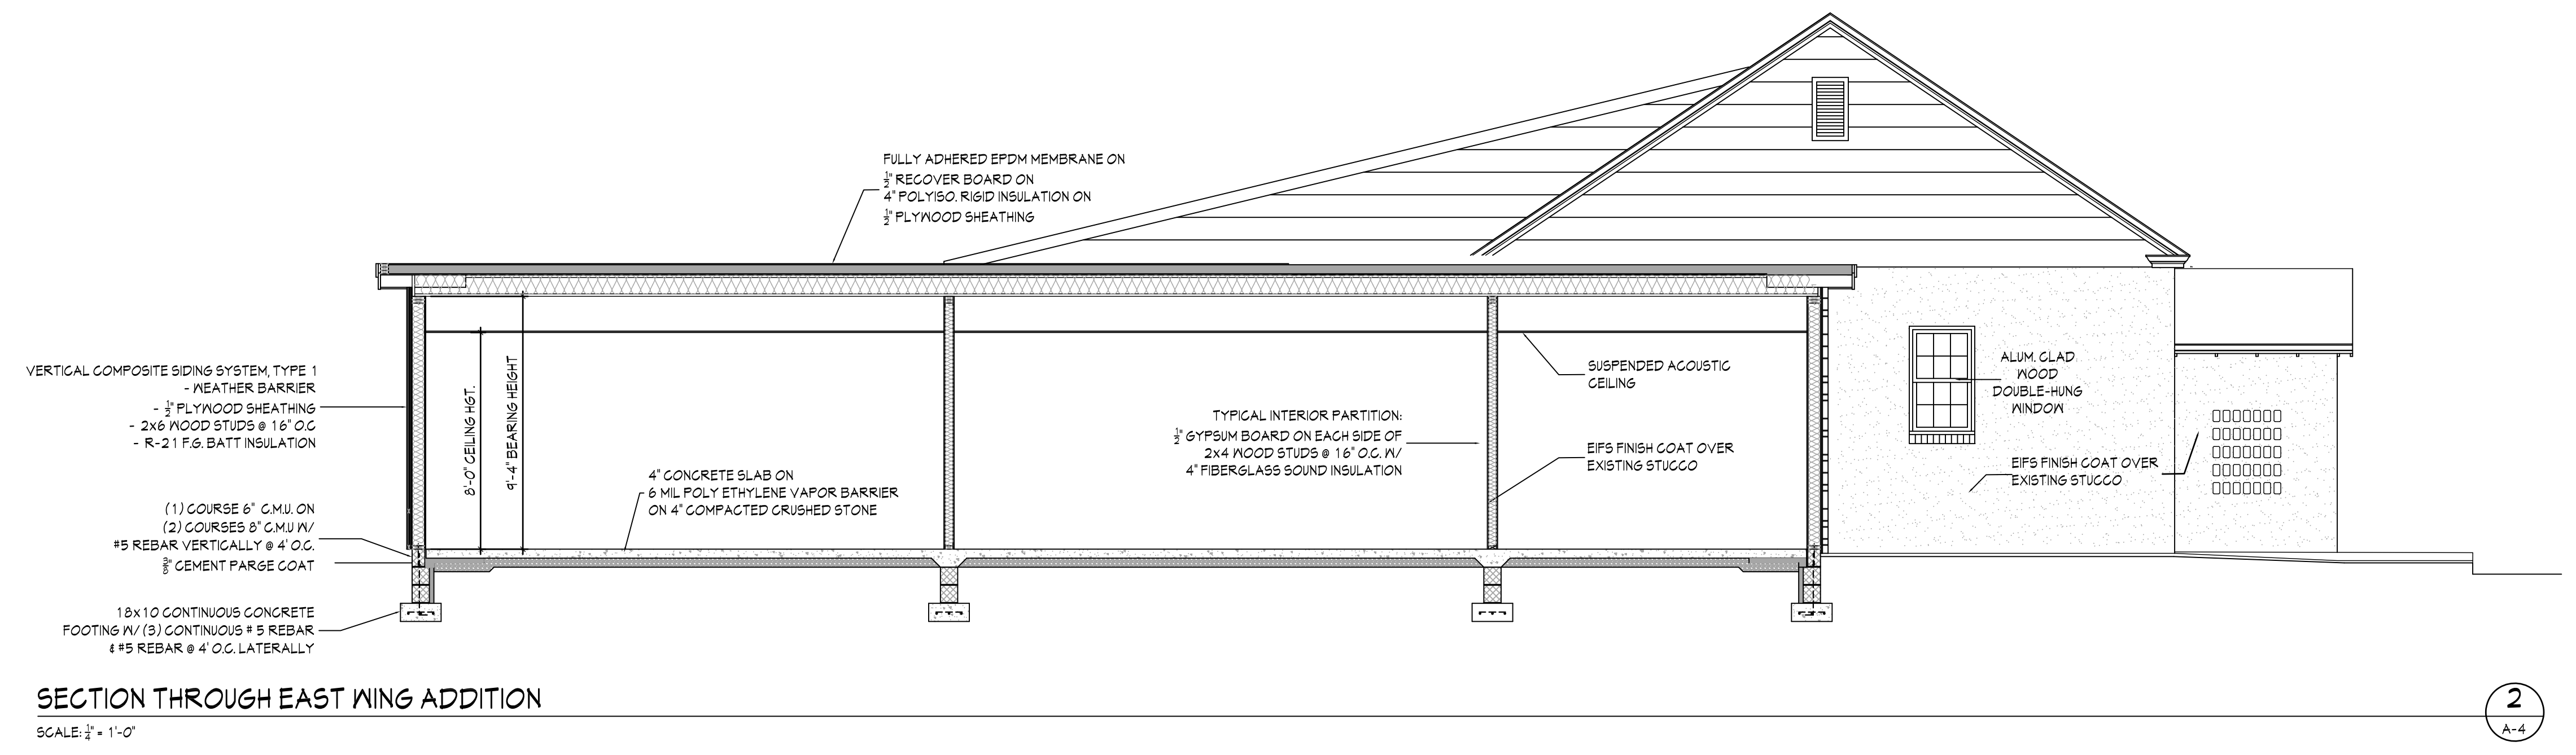 FULLY ADHERED EPDM MEMBRANE ON
½" RECOVER BOARD ON
4" POLYISO. RIGID INSULATION ON
½" PLYWOOD SHEATHING
VERTICAL COMPOSITE SIDING SYSTEM, TYPE 1
- WEATHER BARRIER
- ½" PLYWOOD SHEATHING
- 2x6 WOOD STUDS @ 16" O.C
- R-21 F.G. BATT INSULATION
(1) COURSE 6" C.M.U. ON
(2) COURSES 8" C.M.U W/
#5 REBAR VERTICALLY @ 4' O.C.
⅜" CEMENT PARGE COAT
18x10 CONTINUOUS CONCRETE
FOOTING W/ (3) CONTINUOUS # 5 REBAR
& #5 REBAR @ 4' O.C. LATERALLY
8'-0" CEILING HGT.
9'-4" BEARING HEIGHT
4" CONCRETE SLAB ON
6 MIL POLY ETHYLENE VAPOR BARRIER
ON 4" COMPACTED CRUSHED STONE
TYPICAL INTERIOR PARTITION:
½" GYPSUM BOARD ON EACH SIDE OF
2x4 WOOD STUDS @ 16" O.C. W/
4" FIBERGLASS SOUND INSULATION
SUSPENDED ACOUSTIC
CEILING
EIFS FINISH COAT OVER
EXISTING STUCCO
ALUM. CLAD
WOOD
DOUBLE-HUNG
WINDOW
EIFS FINISH COAT OVER
EXISTING STUCCO
SECTION THROUGH EAST WING ADDITION
SCALE: ¼" = 1'-0"
2
A-4